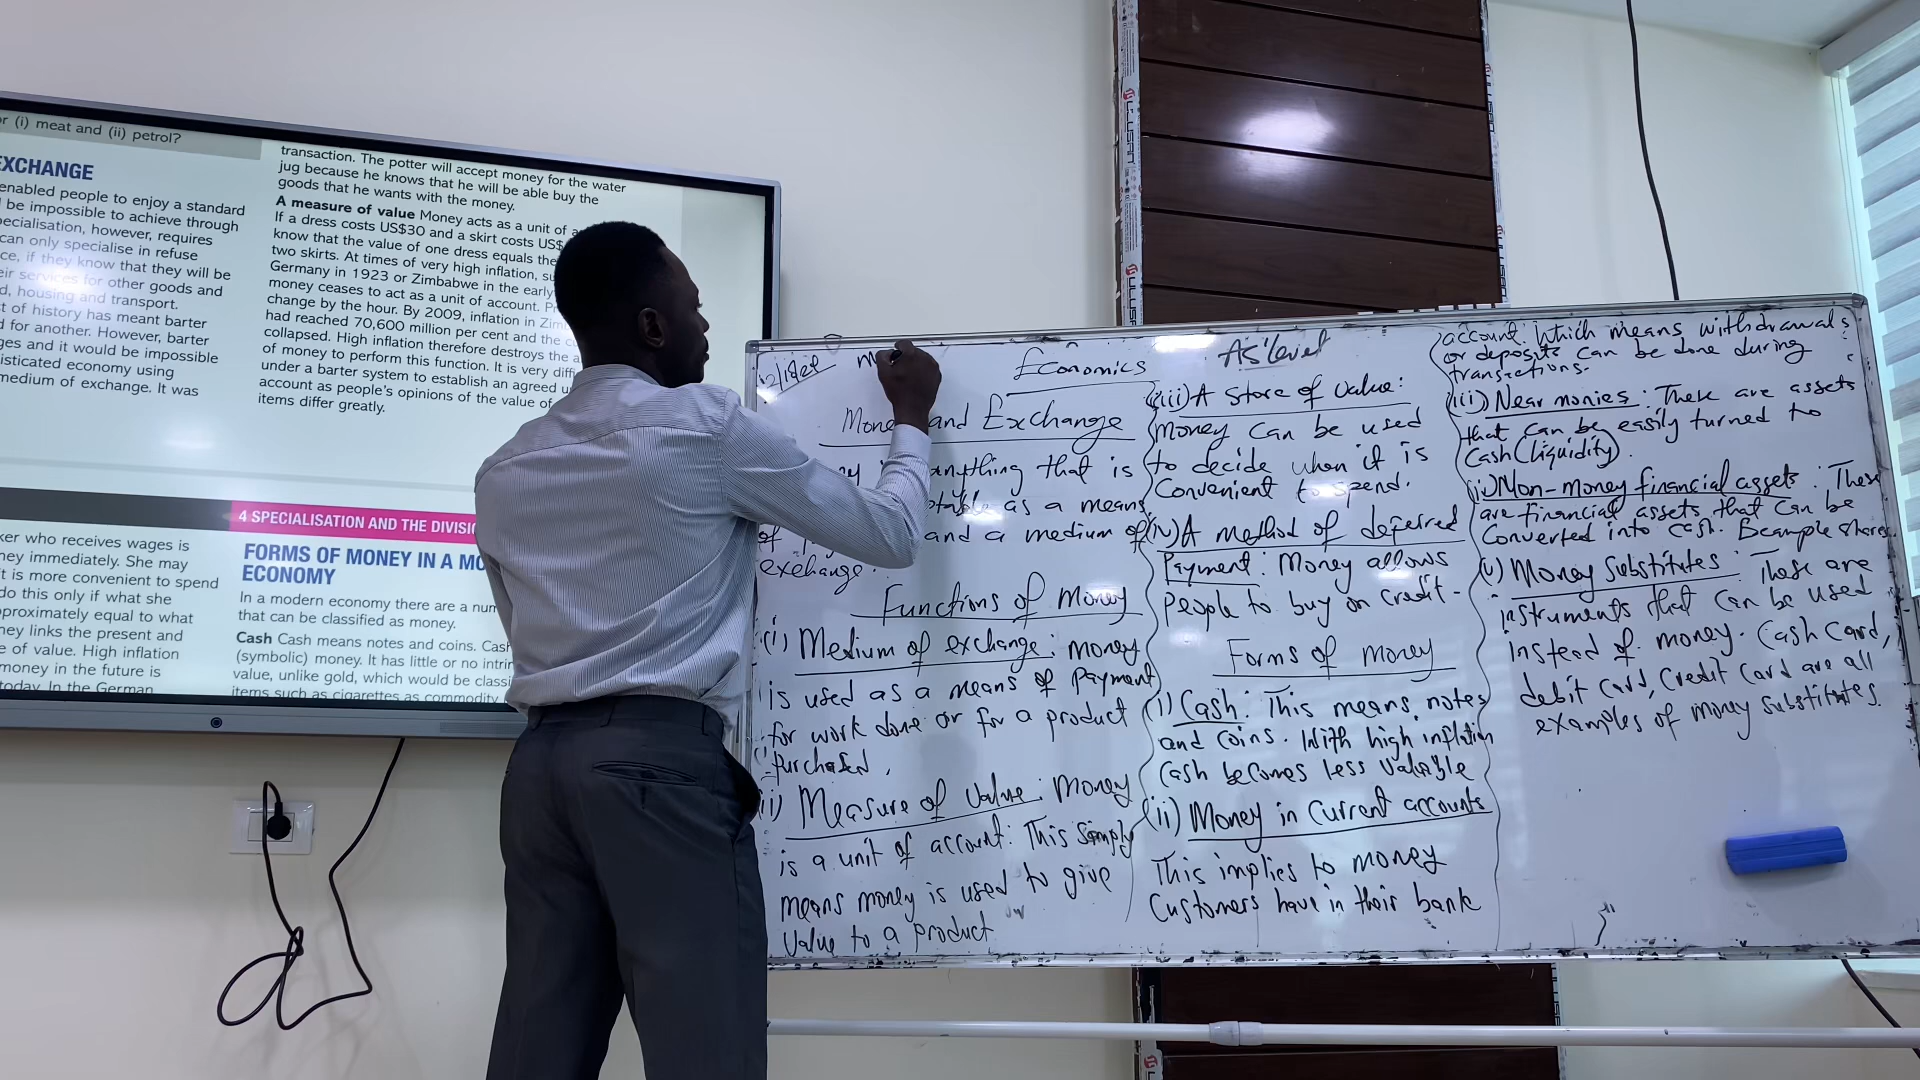 or (i) meat and (ii) petrol?
EXCHANGE
enabled people to enjoy a standard
be impossible to achieve through
specialisation, however, requires
can only specialise in refuse
ce, if they know that they will be
eir services for other goods and
d, housing and transport.
t of history has meant barter
d for another. However, barter
ges and it would be impossible
isticated economy using
medium of exchange. It was
transaction. The potter will accept money for the water
jug because he knows that he will be able buy the
goods that he wants with the money.
A measure of value Money acts as a unit of
If a dress costs US$30 and a skirt costs US$
know that the value of one dress equals the
two skirts. At times of very high inflation, su
Germany in 1923 or Zimbabwe in the early
money ceases to act as a unit of account. Pr
change by the hour. By 2009, inflation in Zim
had reached 70,600 million per cent and the c
collapsed. High inflation therefore destroys the a
of money to perform this function. It is very diffi
under a barter system to establish an agreed u
account as people's opinions of the value of
items differ greatly.
4 SPECIALISATION AND THE DIVISIO
ker who receives wages is
ney immediately. She may
t is more convenient to spend
do this only if what she
pproximately equal to what
ney links the present and
e of value. High inflation
money in the future is
today. In the German
FORMS OF MONEY IN A MO
ECONOMY
In a modern economy there are a num
that can be classified as money.
Cash Cash means notes and coins. Cash
(symbolic) money. It has little or no intrin
value, unlike gold, which would be classi
items such as cigarettes as commodity
Economics
As'level
Money and Exchange
anything that is
as a means
of and a medium of
exchange.
Functions of Money
(i) Medium of exchange: money
is used as a means of payment
for work done or for a product
purchased.
(ii) Measure of value: Money
is a unit of account: This simply
means money is used to give
value to a product
(iii) A store of value:
money can be used
to decide when it is
convenient to spend.
(iv) A method of deferred
Payment: Money allows
people to buy on credit.
Forms of money
(i) Cash: This means notes
and coins. With high inflation
cash becomes less valuable
(ii) Money in current accounts
This implies to money
customers have in their bank
account. Which means withdrawals
or deposits can be done during
transactions.
(iii) Near monies: These are assets
that can be easily turned to
cash (liquidity).
(iv) Non-money financial assets: These
are financial assets that can be
converted into cash. Example shares
(v) Money substitutes: These are
instruments that can be used
instead of money. Cash card,
debit card, credit card are all
examples of money substitutes.